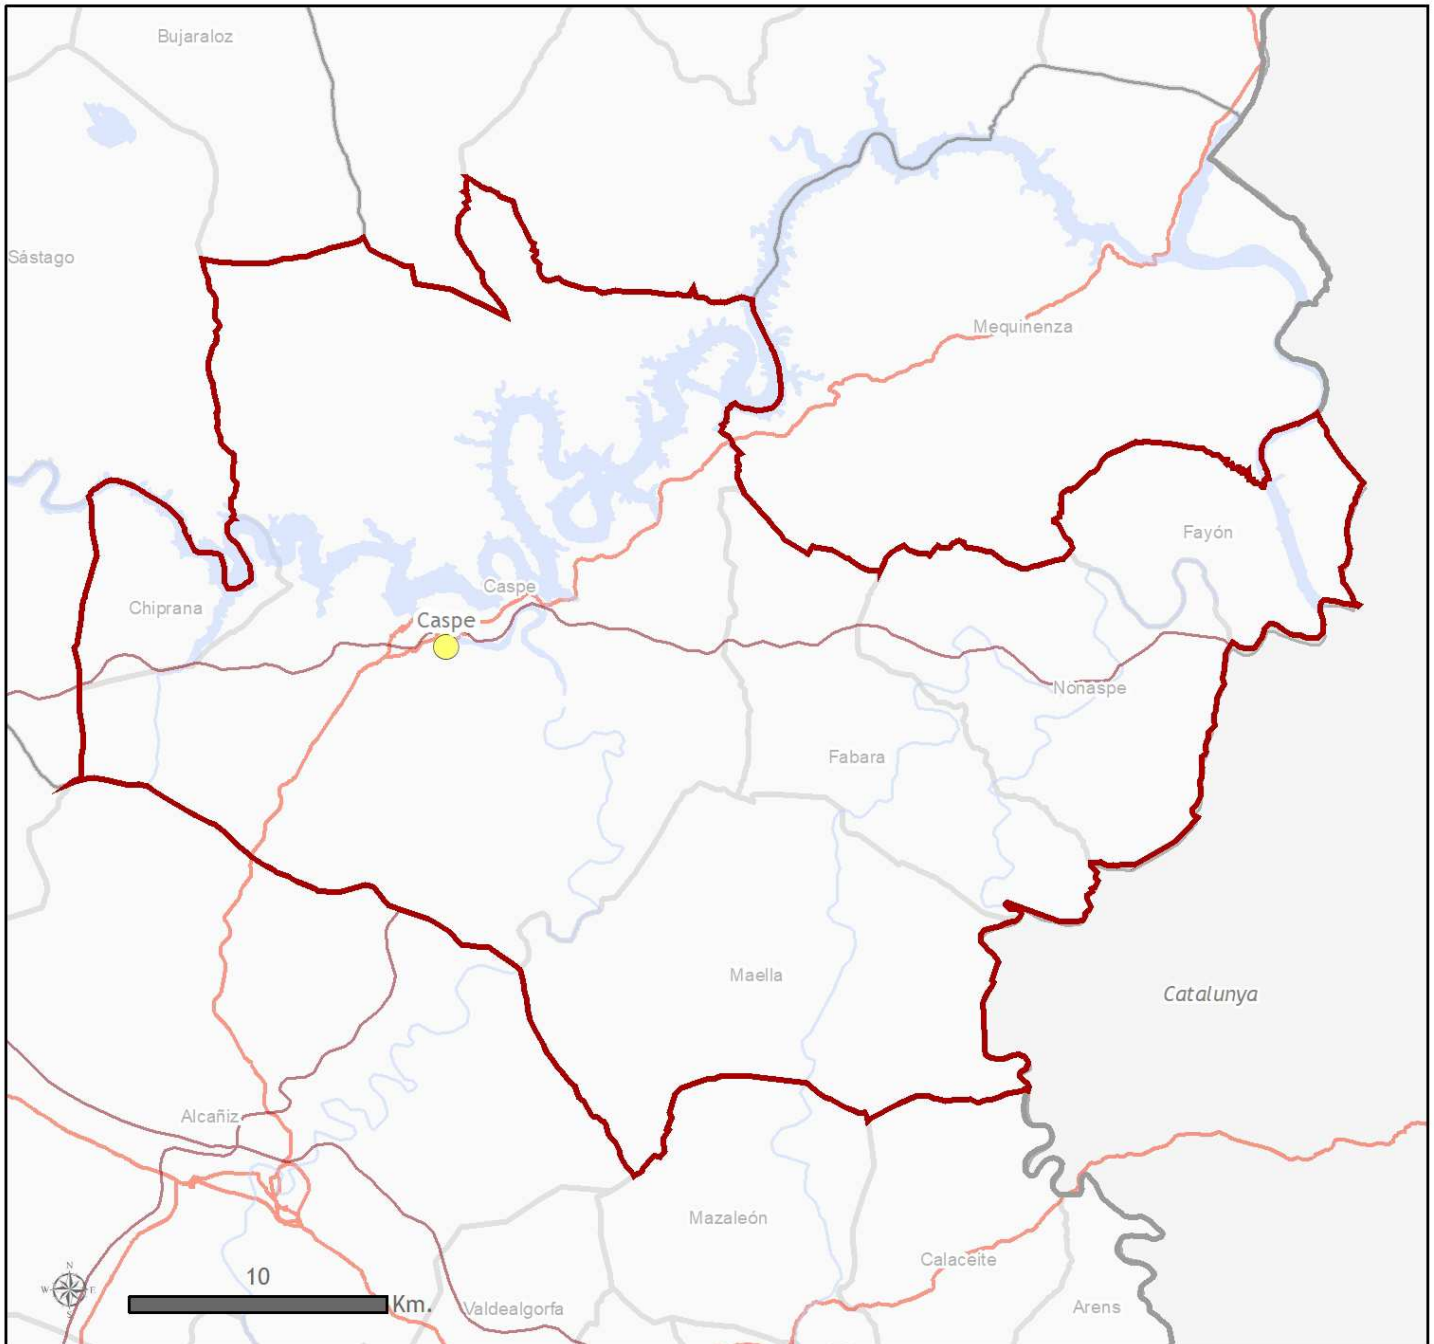 Bujaraloz
Sástago
Mequinenza
Fayón
Caspe
Chiprana
Caspe
Nonaspe
Fabara
Maella
Catalunya
Alcañiz
Mazaleón
Calaceite
N
W E
S
10
Km.
Valdealgorfa
Arens